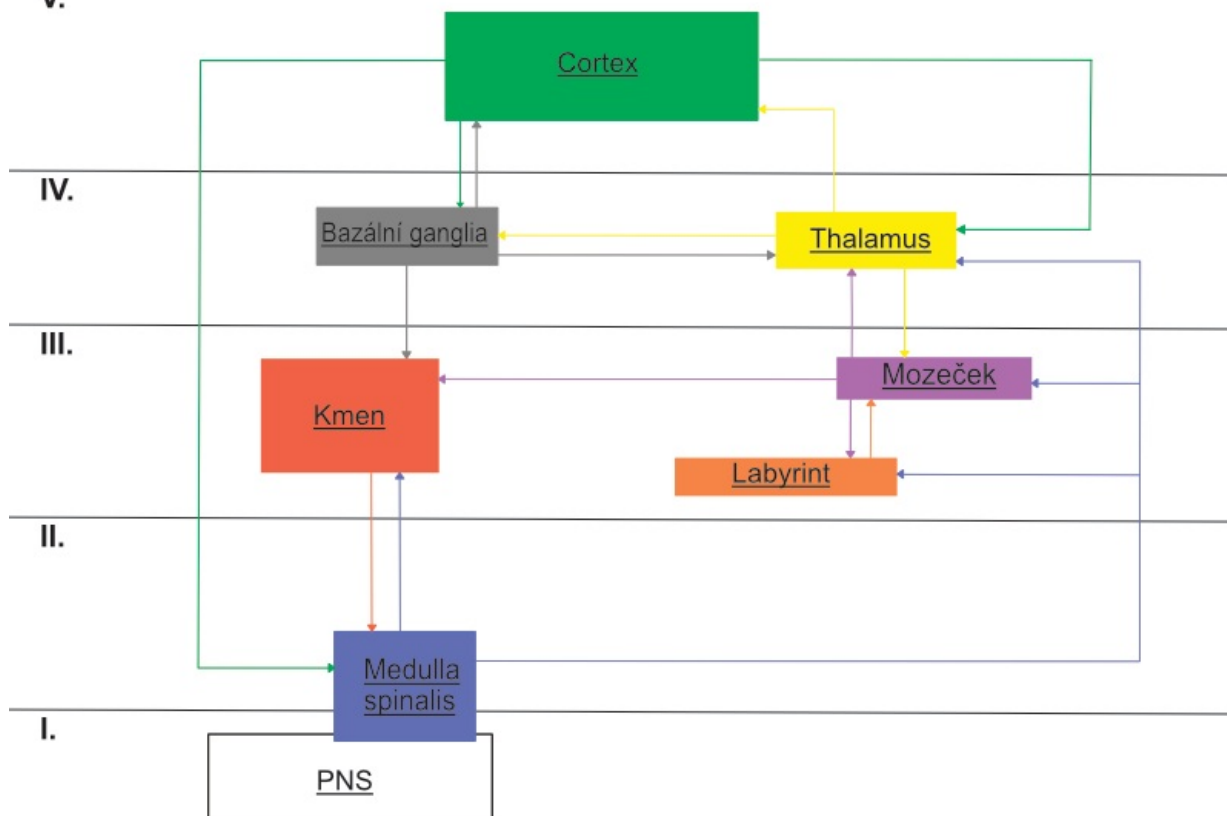 V.
Cortex
IV.
Bazální ganglia
Thalamus
III.
Mozeček
Kmen
Labyrint
II.
Medulla
spinalis
I.
PNS